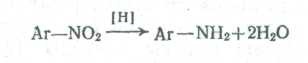 [H]
Ar—NO₂ ⟶ Ar—NH₂+2H₂O